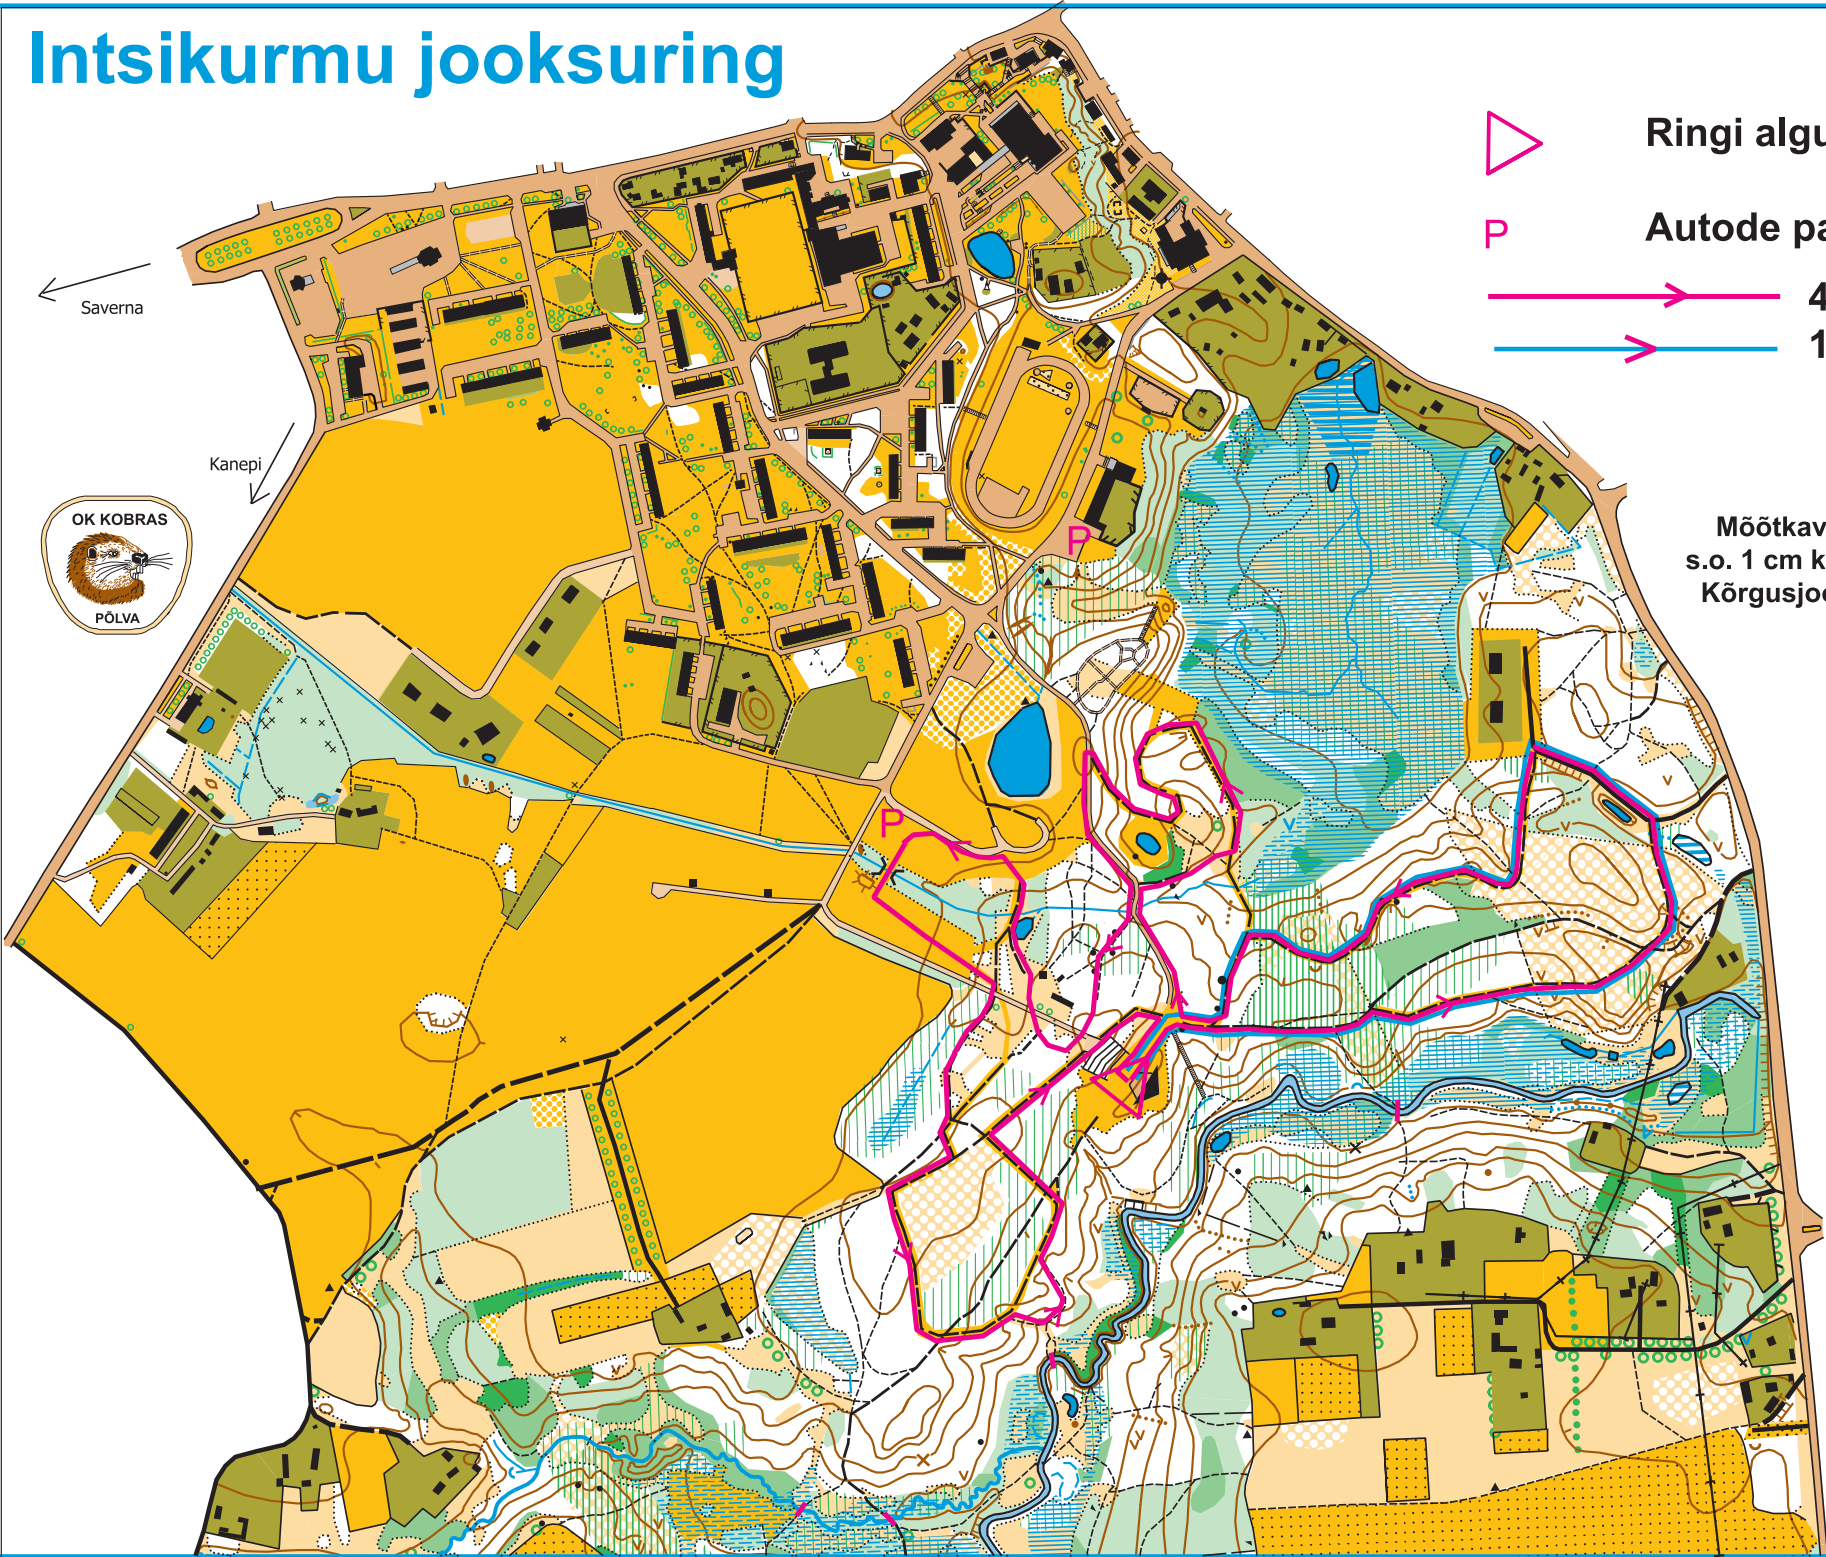 Intsikurmu jooksuring
Ringi algu
P
Autode pa
4
1
Saverna
Kanepi
OK KOBRAS
PÕLVA
Mõõtkav
s.o. 1 cm k
Kõrgusjoo
P
P